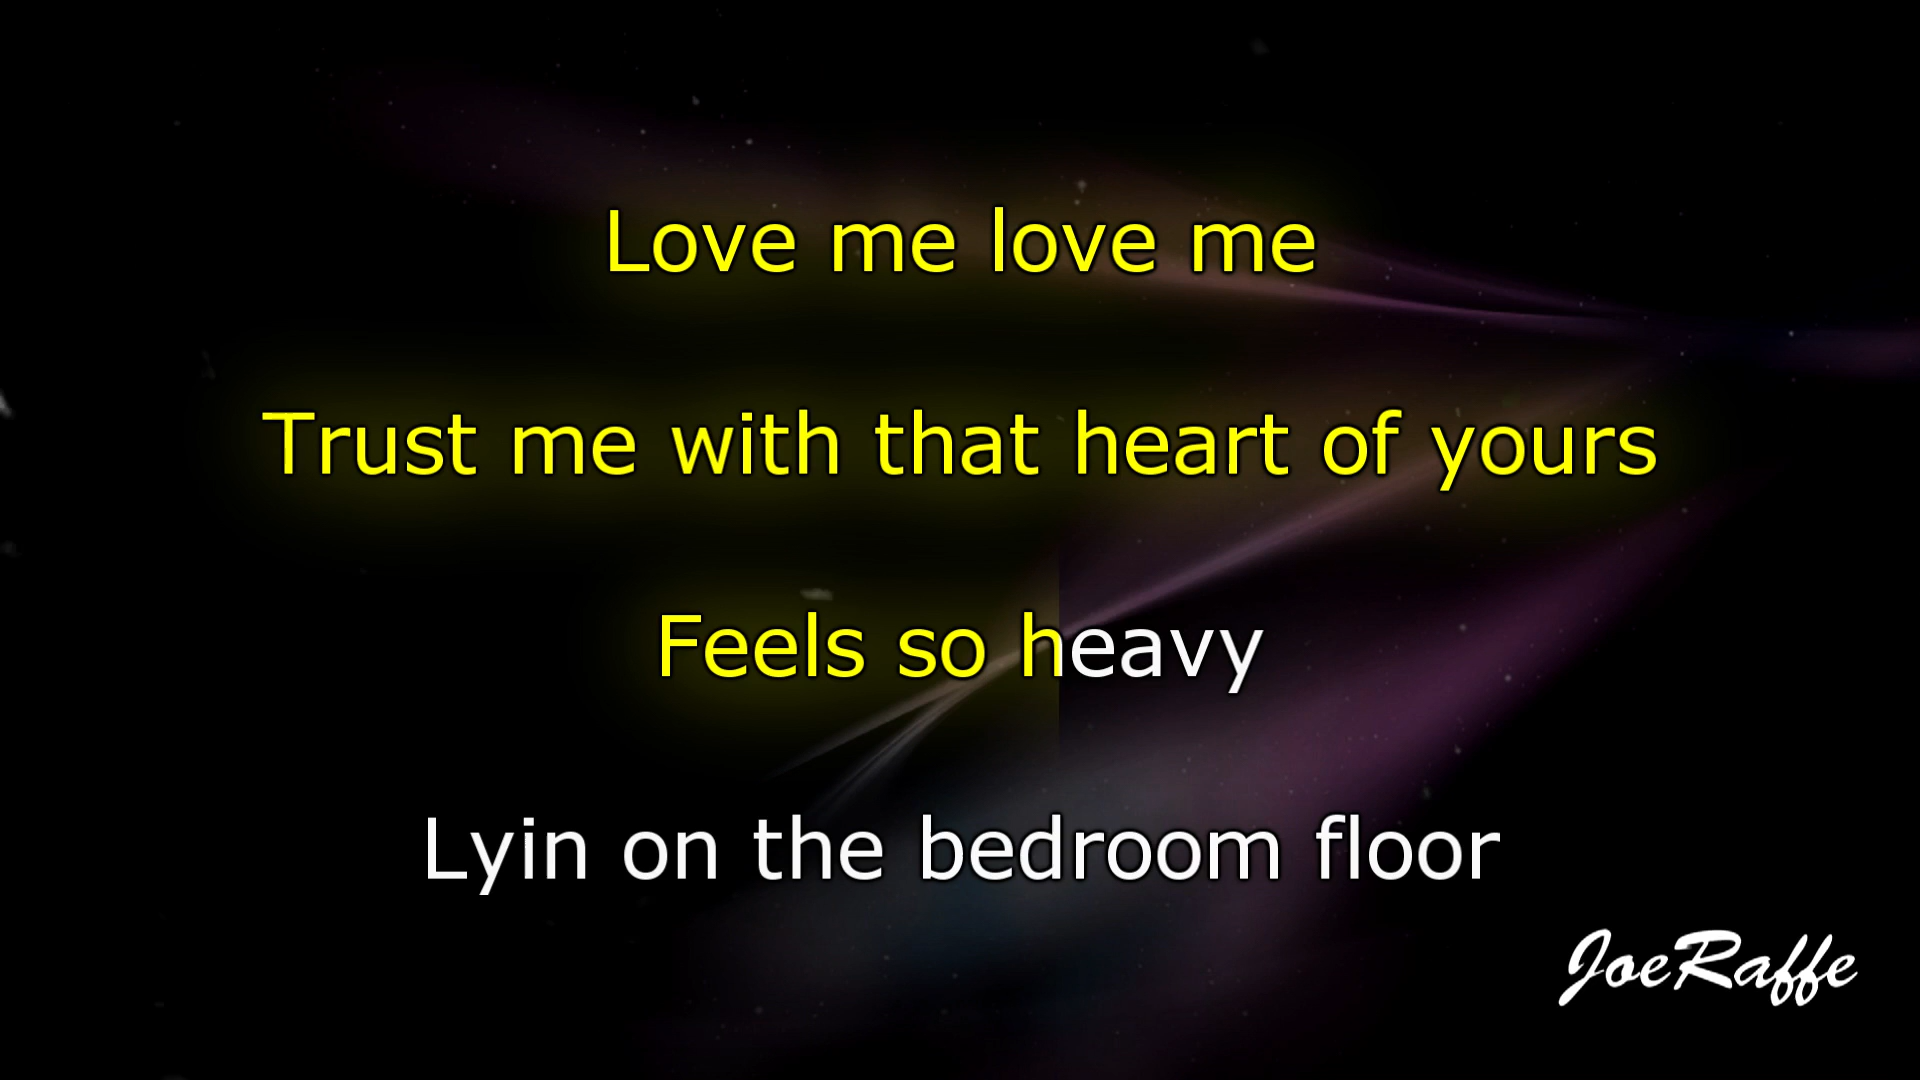 Love me love me
Trust me with that heart of yours
Feels so heavy
Lyin on the bedroom floor
JoeRaffe